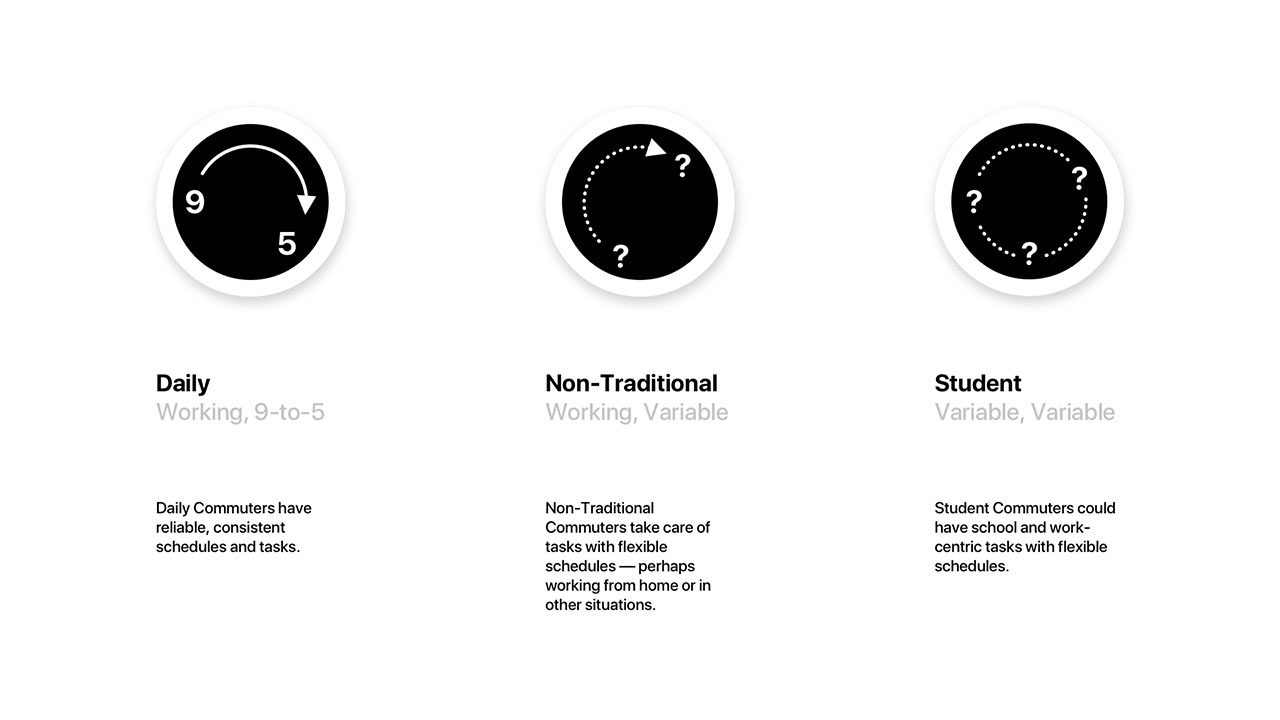 9
5
?
?
?
?
?
Daily
Working, 9-to-5
Daily Commuters have
reliable, consistent
schedules and tasks.
Non-Traditional
Working, Variable
Non-Traditional
Commuters take care of
tasks with flexible
schedules — perhaps
working from home or in
other situations.
Student
Variable, Variable
Student Commuters could
have school and work-
centric tasks with flexible
schedules.